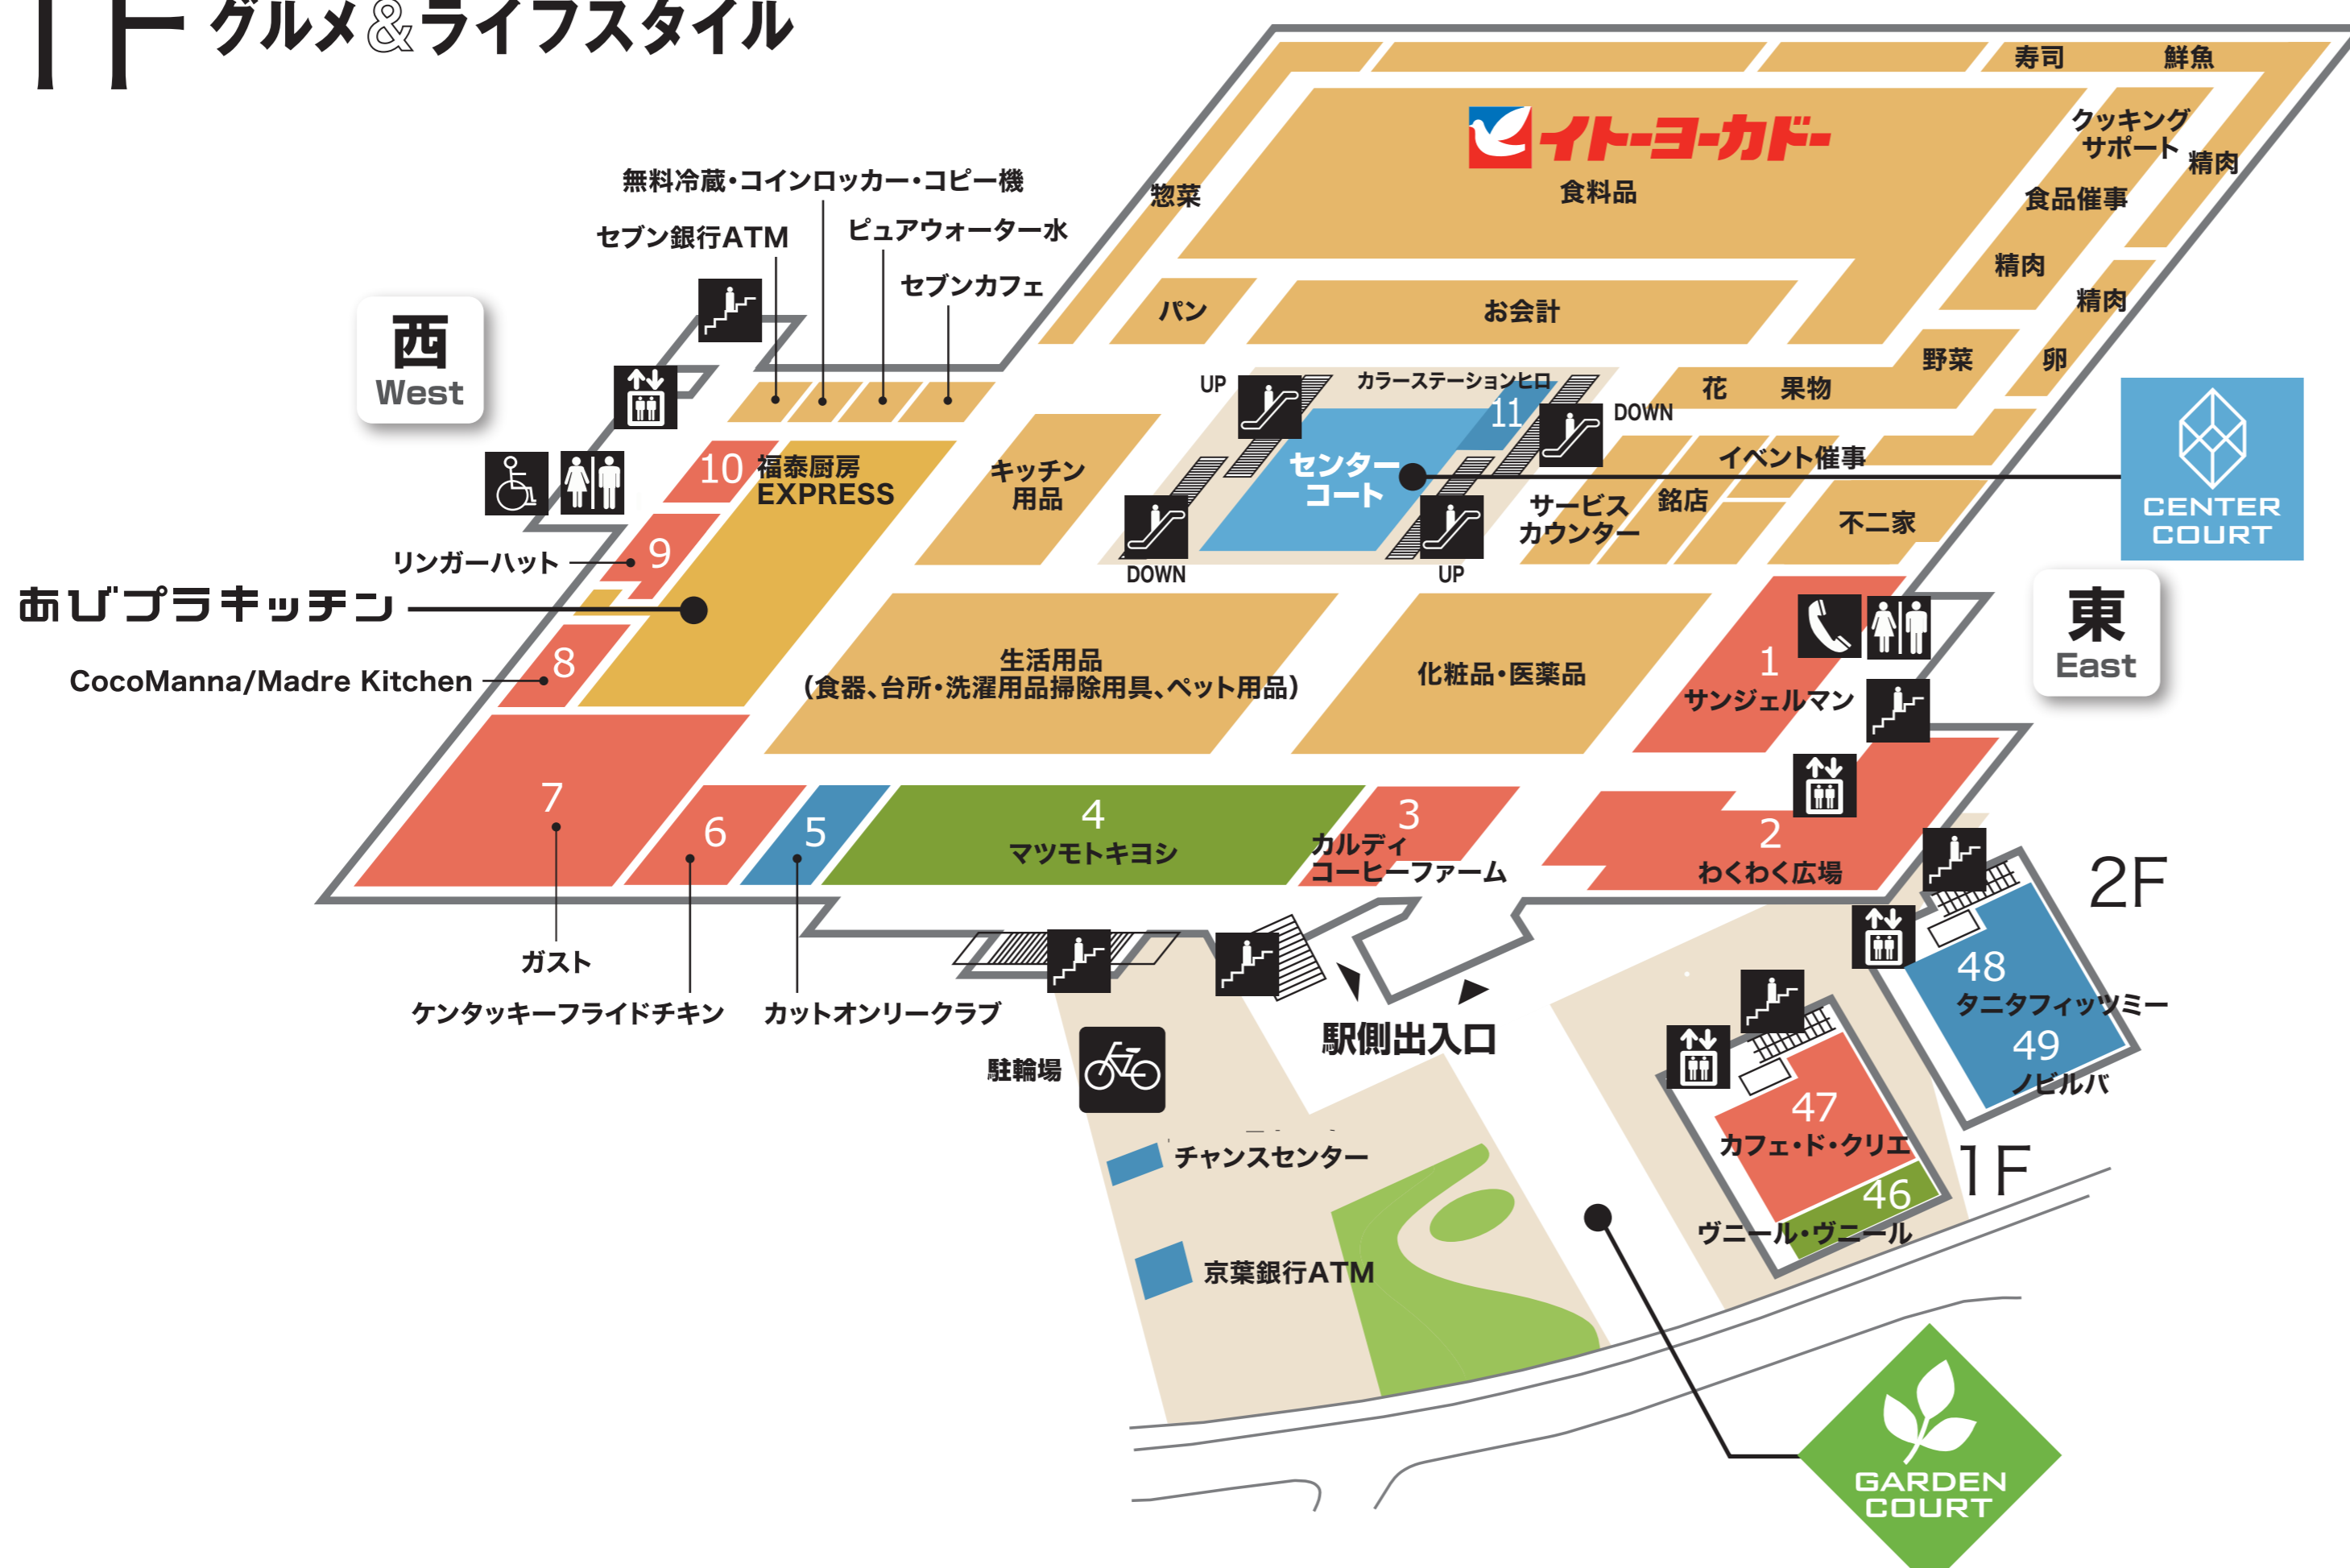 1F グルメ&ライフスタイル
寿司
鮮魚
クッキング
サポート
精肉
イトーヨーカドー
食料品
惣菜
食品催事
精肉
精肉
無料冷蔵・コインロッカー・コピー機
セブン銀行ATM
ピュアウォーター水
セブンカフェ
パン
お会計
野菜
卵
花
果物
西
West
UP
カラーステーションヒロ
11
DOWN
センター
コート
DOWN
UP
イベント催事
サービス
カウンター
銘店
不二家
CENTER
COURT
10
福泰厨房
EXPRESS
キッチン
用品
9
リンガーハット
あびプラキッチン
8
CocoManna/Madre Kitchen
生活用品
(食器、台所・洗濯用品掃除用具、ペット用品)
化粧品・医薬品
1
サンジェルマン
東
East
7
ガスト
6
ケンタッキーフライドチキン
5
カットオンリークラブ
4
マツモトキヨシ
3
カルディ
コーヒーファーム
2
わくわく広場
2F
48
タニタフィッツミー
49
ノビルバ
駅側出入口
駐輪場
47
カフェ・ド・クリエ
46
ヴニール・ヴニール
1F
チャンスセンター
京葉銀行ATM
GARDEN
COURT